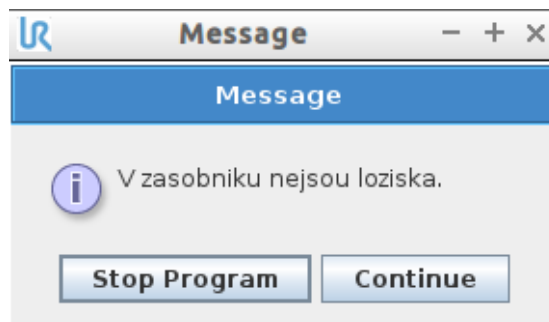 Message
Message
V zasobniku nejsou loziska.
Stop Program Continue